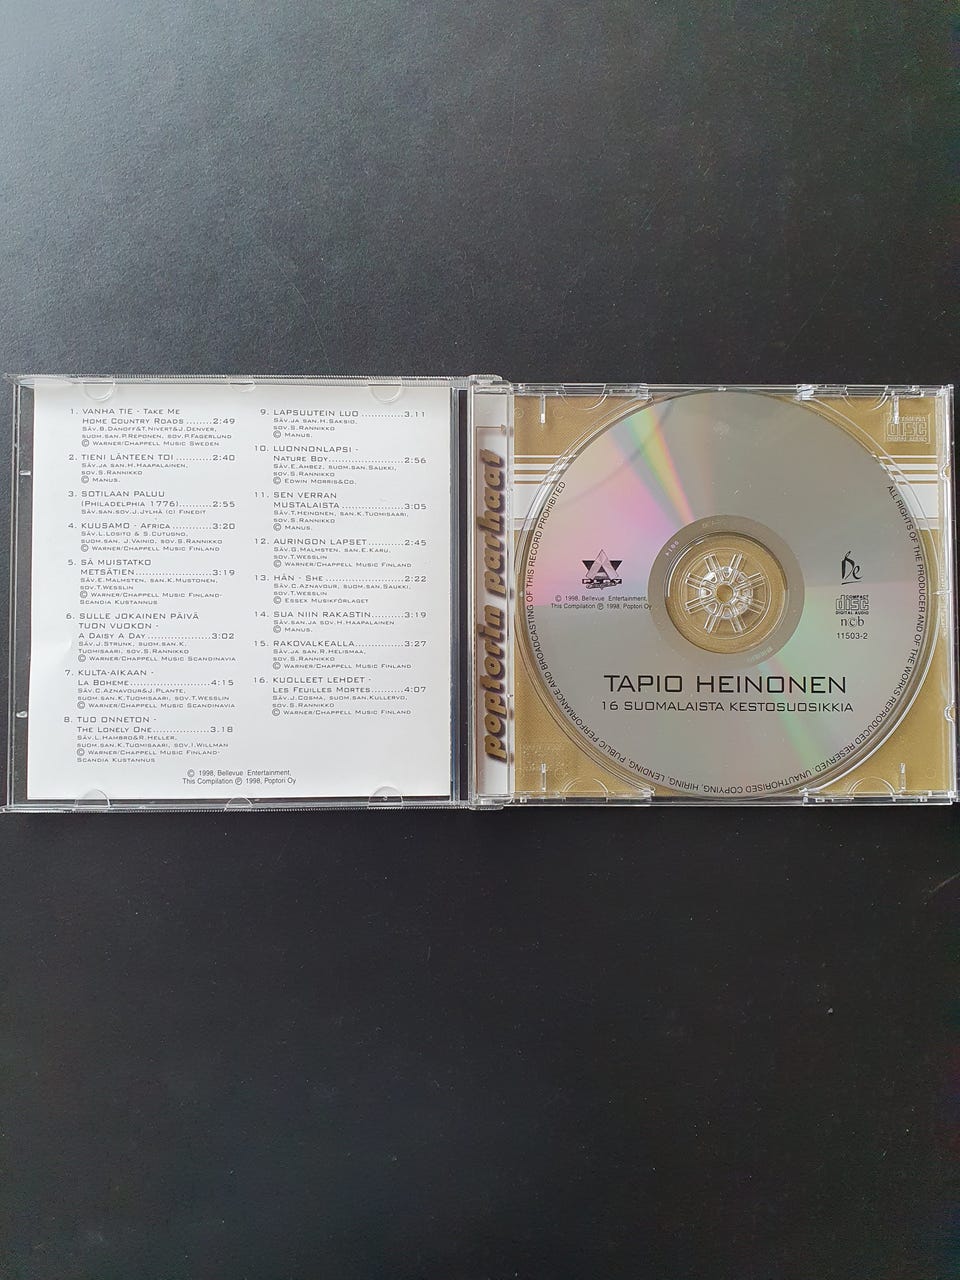 1. VANHA TIE - TAKE ME
HOME COUNTRY ROADS ........2:49
SÄV.B.DANOFF&T.NIVERT&J.DENVER,
SUOM.SAN.P.REPONEN, SOV.P.FAGERLUND
© WARNER/CHAPPELL MUSIC SWEDEN
2. TIENI LÄNTEEN TOI ...........2:40
SÄV.JA SAN.H.HAAPALAINEN,
SOV.S.RANNIKKO
© MANUS.
3. SOTILAAN PALUU
(PHILADELPHIA 1776)...........2:55
SÄV.SAN.SOV.J.JYLHÄ (C) FINEDIT
4. KUUSAMO - AFRICA ............3:20
SÄV.L.LOSITO & S.CUTUGNO,
SUOM.SAN. J.VAINIO, SOV.S.RANNIKKO
© WARNER/CHAPPELL MUSIC FINLAND
5. SÄ MUISTATKO
METSÄTIEN.........................3:19
SÄV.E.MALMSTEN, SAN.K.MUSTONEN,
SOV.T.WESSLIN
© WARNER/CHAPPELL MUSIC FINLAND/
SCANDIA KUSTANNUS
6. SULLE JOKAINEN PÄIVÄ
TUON VUOKON -
A DAISY A DAY ....................3:02
SÄV.J.STRUNK, SUOM.SAN.K.
TUOMISAARI, SOV.S.RANNIKKO
© WARNER/CHAPPELL MUSIC SCANDINAVIA
7. KULTA-AIKAAN -
LA BOHEME.........................4:15
SÄV.C.AZNAVOUR&J.PLANTE,
SUOM.SAN.K.TUOMISAARI, SOV.T.WESSLIN
© WARNER/CHAPPELL MUSIC SCANDINAVIA
8. TUO ONNETON -
THE LONELY ONE..................3.18
SÄV.L.HAMBRO&R.HELLER,
SUOM.SAN.K.TUOMISAARI, SOV.I.WILLMAN
© WARNER/CHAPPELL MUSIC FINLAND-
SCANDIA KUSTANNUS
9. LAPSUUTEIN LUO .............3.11
SÄV.JA SAN.H.SAKSIO,
SOV.S.RANNIKKO
© MANUS.
10. LUONNONLAPSI -
NATURE BOY.......................2:56
SÄV.E.AHBEZ, SUOM.SAN.SAUKKI,
SOV.S.RANNIKKO
© EDWIN MORRIS&CO.
11. SEN VERRAN
MUSTALAISTA ....................3:05
SÄV.T.HEINONEN, SAN.K.TUOMISAARI,
SOV.S.RANNIKKO
© MANUS.
12. AURINGON LAPSET...........2:45
SÄV.G.MALMSTEN, SAN.E.KARU,
SOV.T.WESSLIN
© WARNER/CHAPPELL MUSIC FINLAND
13. HÄN - SHE ........................2:22
SÄV.C.AZNAVOUR, SUOM.SAN.SAUKKI,
SOV.T.WESSLIN
© ESSEX MUSIKFÖRLAGET
14. SUA NIIN RAKASTIN..........3:19
SÄV.SAN.JA SOV.H.HAAPALAINEN
© MANUS.
15. RAKOVALKEALLA...............3:27
SÄV.JA SAN.R.HELISMAA,
SOV.S.RANNIKKO
© WARNER/CHAPPELL MUSIC FINLAND
16. KUOLLEET LEHDET -
LES FEUILLES MORTES..........4:07
SÄV.J.COSMA, SUOM.SAN.KULLERVO,
SOV.S.RANNIKKO
© WARNER/CHAPPELL MUSIC FINLAND
© 1998, Bellevue Entertainment,
This Compilation ℗ 1998, Poptori Oy
poptorin parhaat
ALL RIGHTS OF THE PRODUCER AND OF THE WORKS REPRODUCED RESERVED. UNAUTHORISED COPYING, HIRING, LENDING, PUBLIC PERFORMANCE AND BROADCASTING OF THIS RECORD PROHIBITED
© 1998, Bellevue Entertainment,
This Compilation ℗ 1998, Poptori Oy
Be
COMPACT
disc
DIGITAL AUDIO
ncb
11503-2
TAPIO HEINONEN
16 SUOMALAISTA KESTOSUOSIKKIA